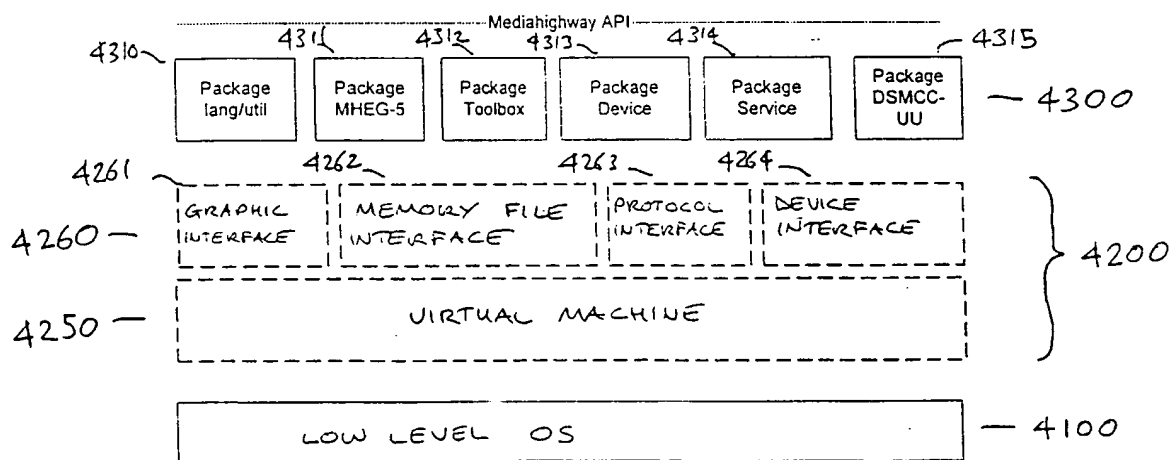 Mediahighway API
4310 4311 4312 4313 4314 4315
Package lang/util
Package MHEG-5
Package Toolbox
Package Device
Package Service
Package DSMCC-UU
4300
4261 4262 4263 4264
GRAPHIC INTERFACE
MEMORY FILE INTERFACE
PROTOCOL INTERFACE
DEVICE INTERFACE
4260
4200
4250
VIRTUAL MACHINE
LOW LEVEL OS
4100